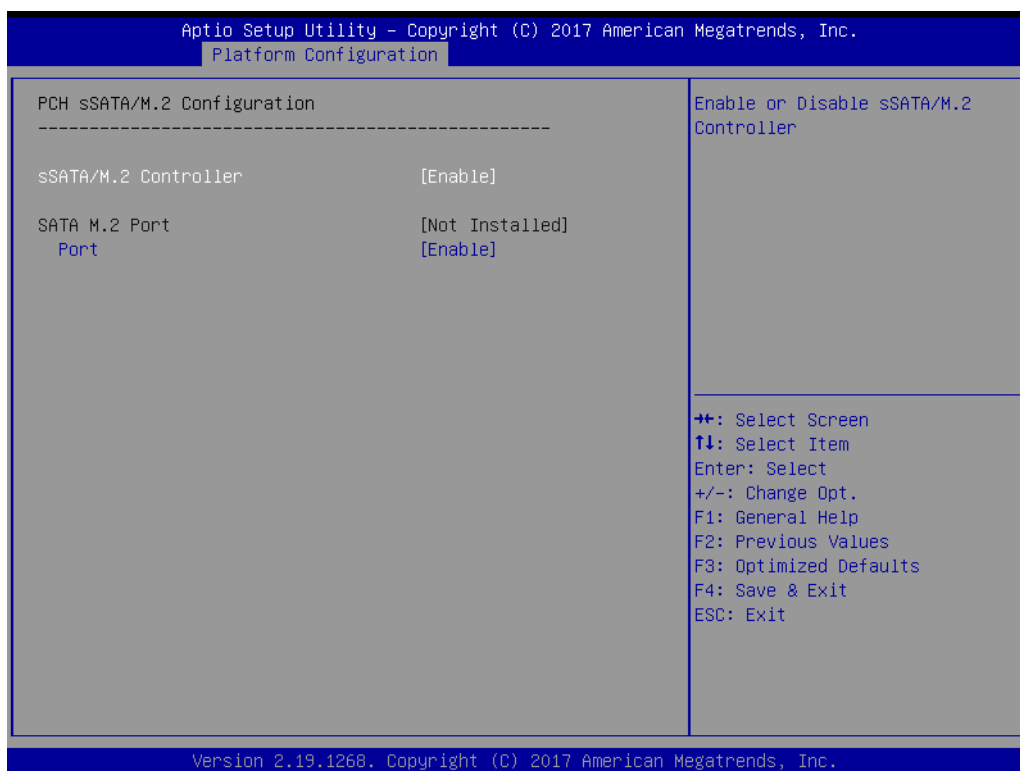 Aptio Setup Utility – Copyright (C) 2017 American Megatrends, Inc.
Platform Configuration
PCH sSATA/M.2 Configuration
--------------------------------------------------
sSATA/M.2 Controller [Enable]
SATA M.2 Port [Not Installed]
Port [Enable]
Enable or Disable sSATA/M.2
Controller
→←: Select Screen
↑↓: Select Item
Enter: Select
+/-: Change Opt.
F1: General Help
F2: Previous Values
F3: Optimized Defaults
F4: Save & Exit
ESC: Exit
Version 2.19.1268. Copyright (C) 2017 American Megatrends, Inc.